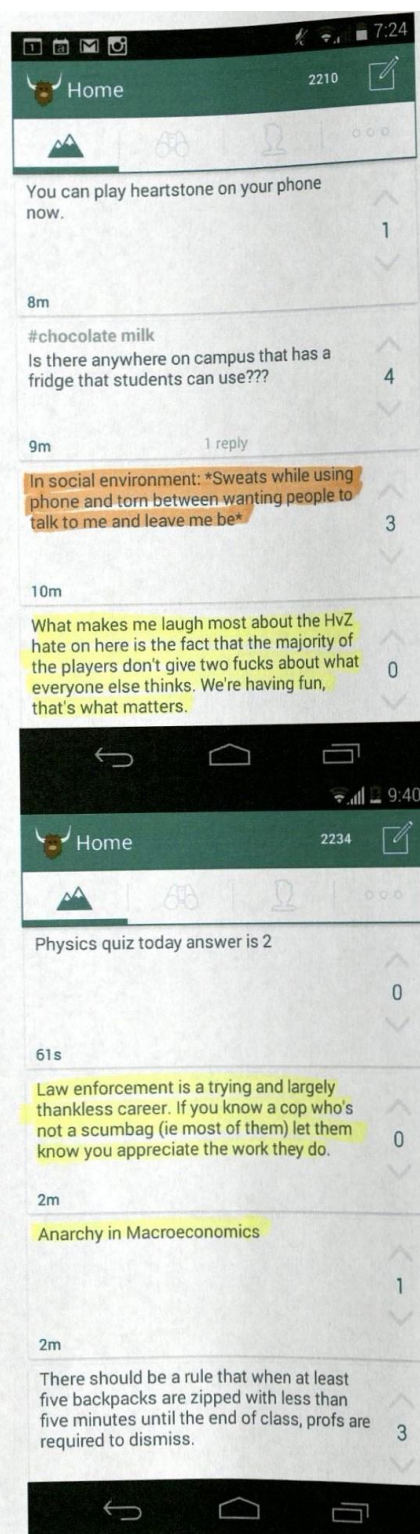 7:24
Home
2210
You can play heartstone on your phone
now.
1
8m
#chocolate milk
Is there anywhere on campus that has a
fridge that students can use???
4
9m
1 reply
In social environment: *Sweats while using
phone and torn between wanting people to
talk to me and leave me be*
3
10m
What makes me laugh most about the HvZ
hate on here is the fact that the majority of
the players don't give two fucks about what
everyone else thinks. We're having fun,
that's what matters.
0
9:40
Home
2234
Physics quiz today answer is 2
0
61s
Law enforcement is a trying and largely
thankless career. If you know a cop who's
not a scumbag (ie most of them) let them
know you appreciate the work they do.
0
2m
Anarchy in Macroeconomics
1
2m
There should be a rule that when at least
five backpacks are zipped with less than
five minutes until the end of class, profs are
required to dismiss.
3